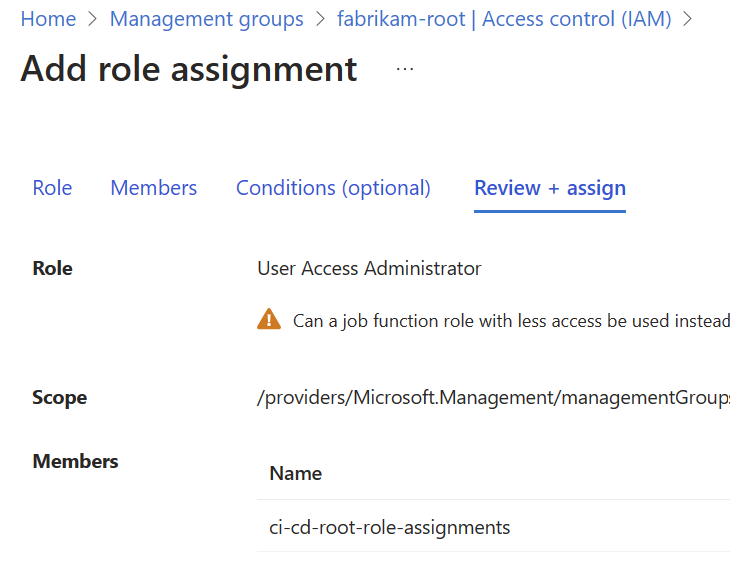 Home > Management groups > fabrikam-root | Access control (IAM) >
Add role assignment ...
Role Members Conditions (optional) Review + assign
Role User Access Administrator
Can a job function role with less access be used instead
Scope /providers/Microsoft.Management/managementGroups
Members
Name
ci-cd-root-role-assignments